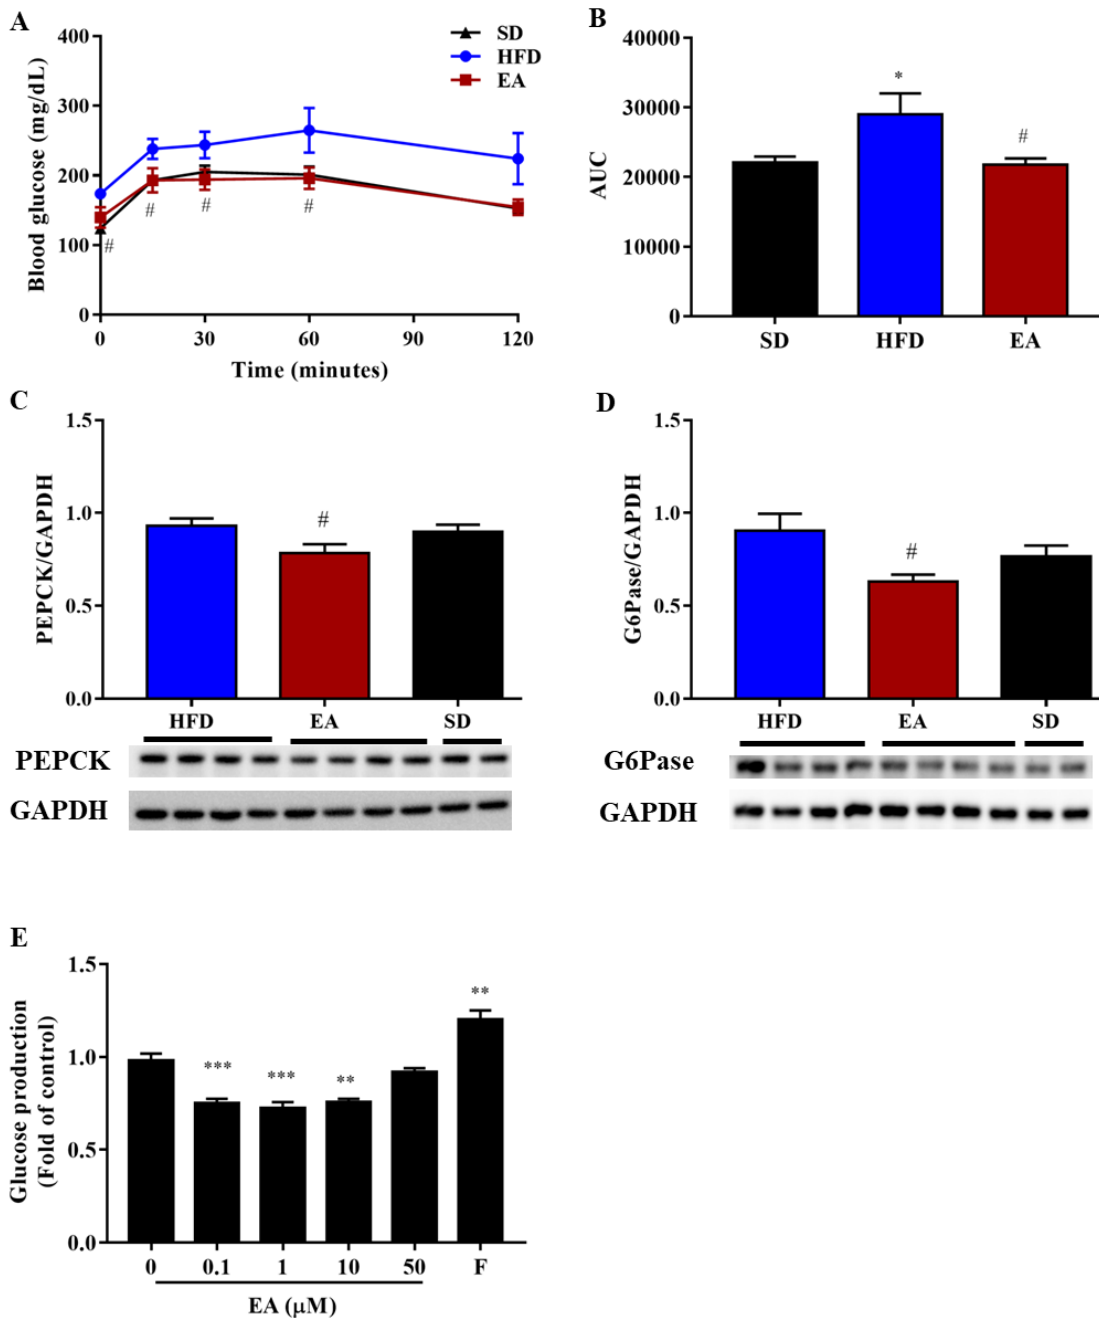 A
Blood glucose (mg/dL)
400
300
200
100
0
SD
HFD
EA
#
#
#
#
0
30
60
90
120
Time (minutes)
B
AUC
40000
30000
20000
10000
0
*
#
SD
HFD
EA
C
PEPCK/GAPDH
1.5
1.0
0.5
0.0
#
HFD
EA
SD
PEPCK
GAPDH
D
G6Pase/GAPDH
1.5
1.0
0.5
0.0
#
HFD
EA
SD
G6Pase
GAPDH
E
Glucose production
(Fold of control)
1.5
1.0
0.5
0.0
***
***
**
**
0
0.1
1
10
50
F
EA (μM)